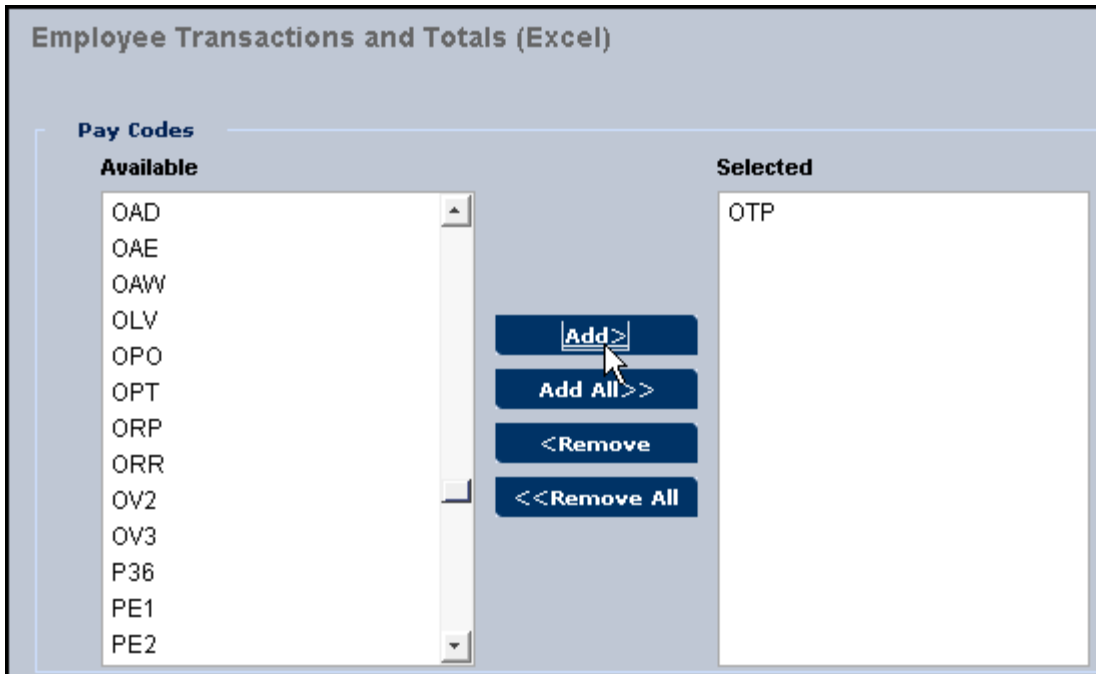 Employee Transactions and Totals (Excel)
Pay Codes
Available
OAD
OAE
OAW
OLV
OPO
OPT
ORP
ORR
OV2
OV3
P36
PE1
PE2
Add>
Add All>>
<Remove
<<Remove All
Selected
OTP